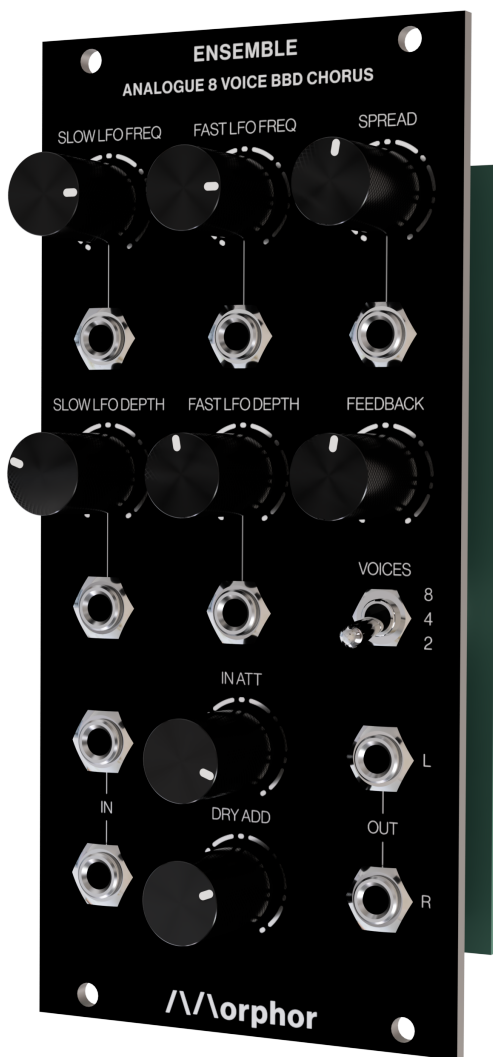 ENSEMBLE
ANALOGUE 8 VOICE BBD CHORUS
SLOW LFO FREQ
FAST LFO FREQ
SPREAD
SLOW LFO DEPTH
FAST LFO DEPTH
FEEDBACK
VOICES
8
4
2
IN ATT
L
IN
DRY ADD
OUT
R
Morphor